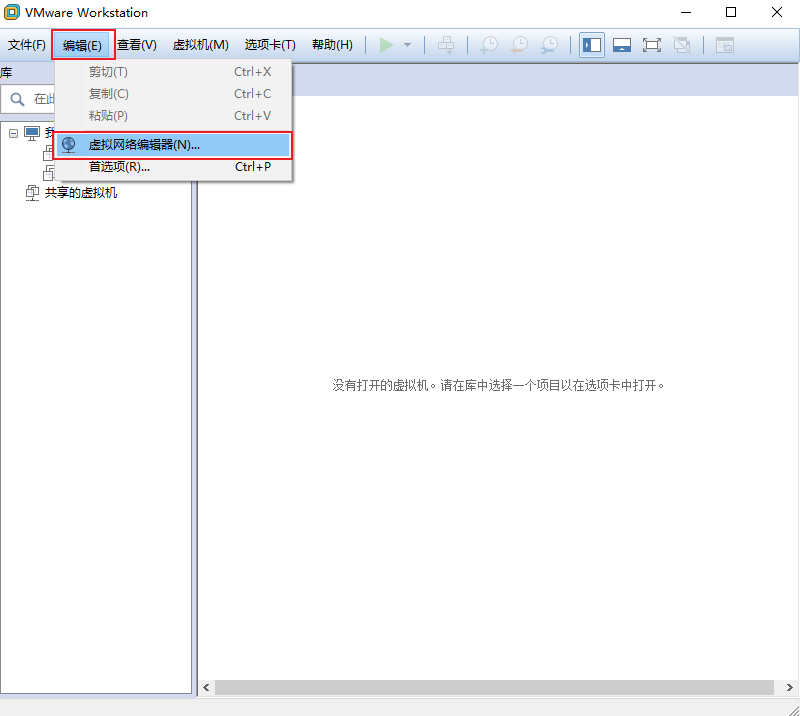 VMware Workstation
文件(F) 编辑(E) 查看(V) 虚拟机(M) 选项卡(T) 帮助(H)
库
剪切(T) Ctrl+X
在此
复制(C) Ctrl+C
粘贴(P) Ctrl+V
我
虚拟网络编辑器(N)...
首选项(R)... Ctrl+P
共享的虚拟机
没有打开的虚拟机。请在库中选择一个项目以在选项卡中打开。